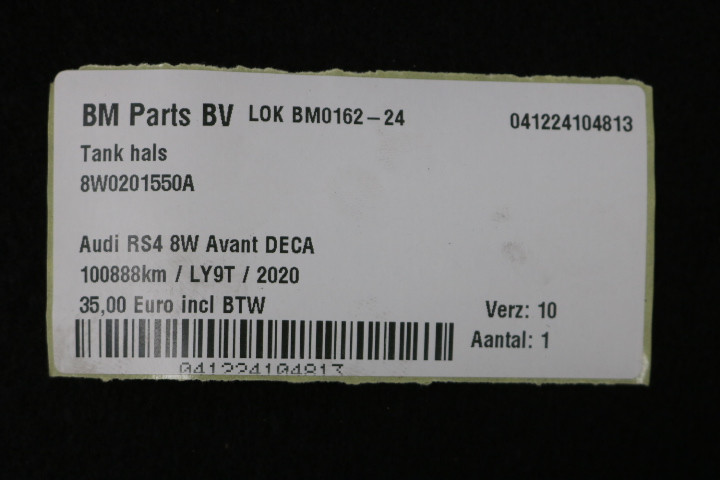 BM Parts BV LOK BM0162-24 041224104813
Tank hals
8W0201550A
Audi RS4 8W Avant DECA
100888km / LY9T / 2020
35,00 Euro incl BTW Verz: 10
Aantal: 1
041224104813